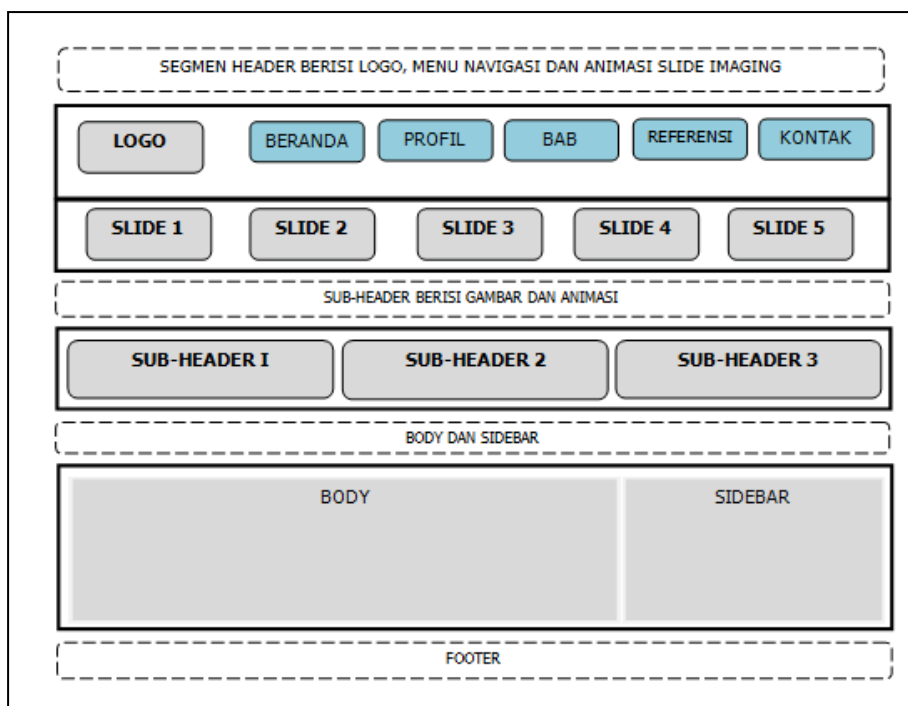 SEGMEN HEADER BERISI LOGO, MENU NAVIGASI DAN ANIMASI SLIDE IMAGING
LOGO
BERANDA
PROFIL
BAB
REFERENSI
KONTAK
SLIDE 1
SLIDE 2
SLIDE 3
SLIDE 4
SLIDE 5
SUB-HEADER BERISI GAMBAR DAN ANIMASI
SUB-HEADER I
SUB-HEADER 2
SUB-HEADER 3
BODY DAN SIDEBAR
BODY
SIDEBAR
FOOTER